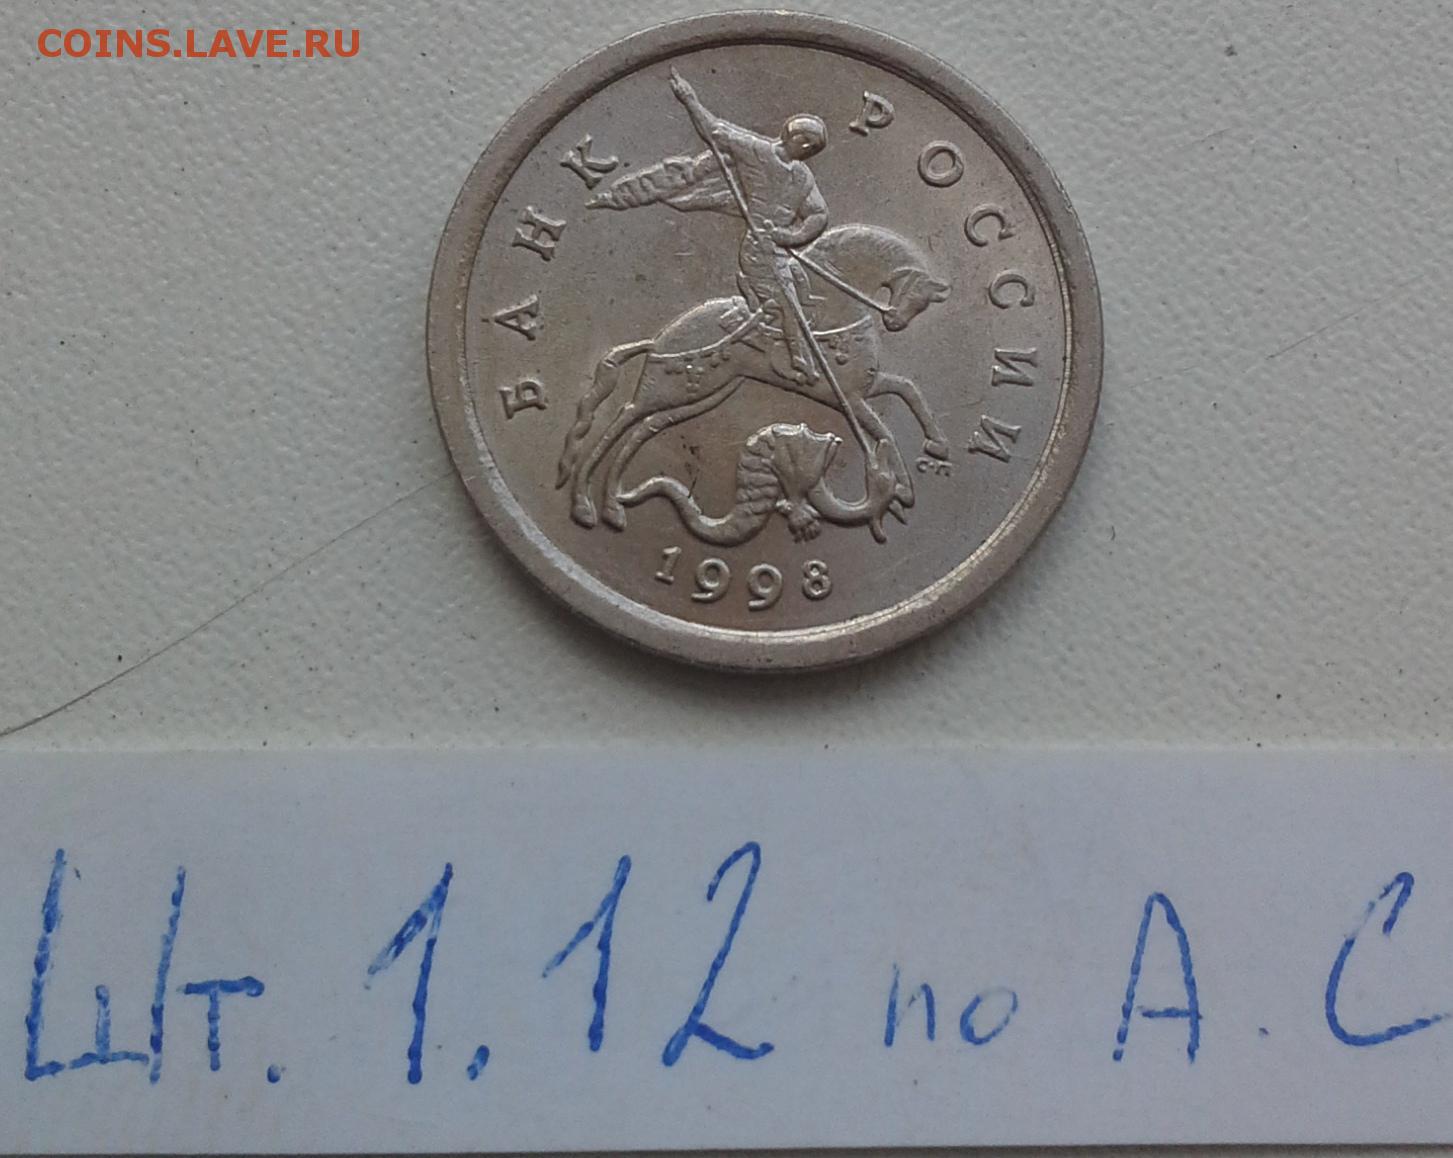 COINS.LAVE.RU
БАНК РОССИИ
1998
Шт. 1.12 по А.С